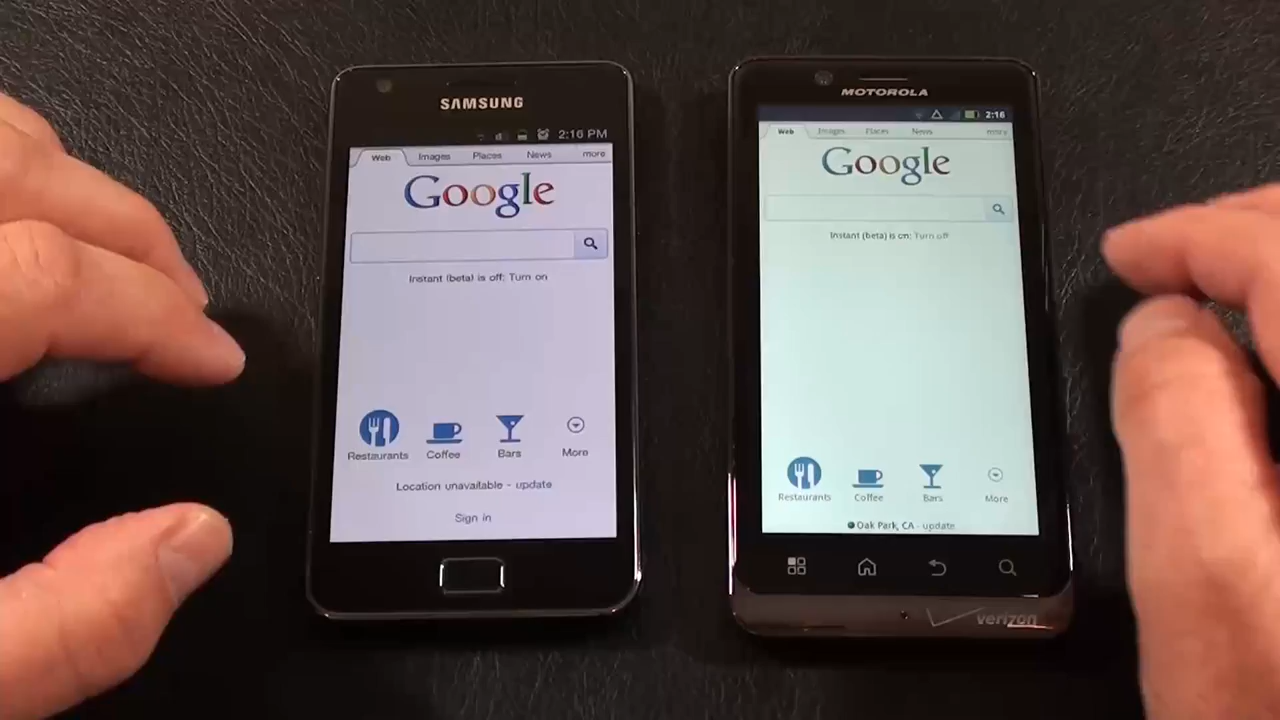 SAMSUNG
2:16 PM
Web Images Places News more
Google
Instant (beta) is off: Turn on
Restaurants Coffee Bars More
Location unavailable - update
Sign in
MOTOROLA
2:16
Web Images Places News more
Google
Instant (beta) is on: Turn off
Restaurants Coffee Bars More
Oak Park, CA - update
verizon